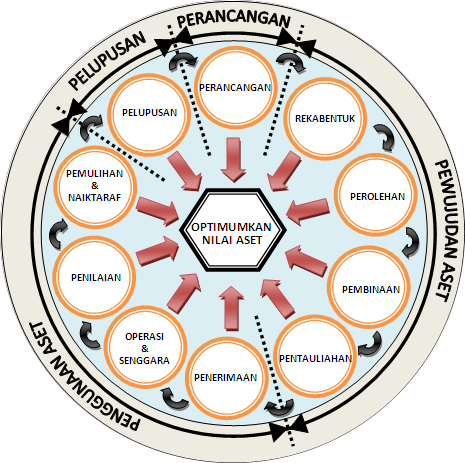 PERANCANGAN
PEWUJUDAN ASET
PENGGUNAAN ASET
PELUPUSAN
PERANCANGAN
REKABENTUK
PEROLEHAN
PEMBINAAN
PENTAULIAHAN
PENERIMAAN
OPERASI
&
SENGGARA
PENILAIAN
PEMULIHAN
&
NAIKTARAF
PELUPUSAN
OPTIMUMKAN
NILAI ASET